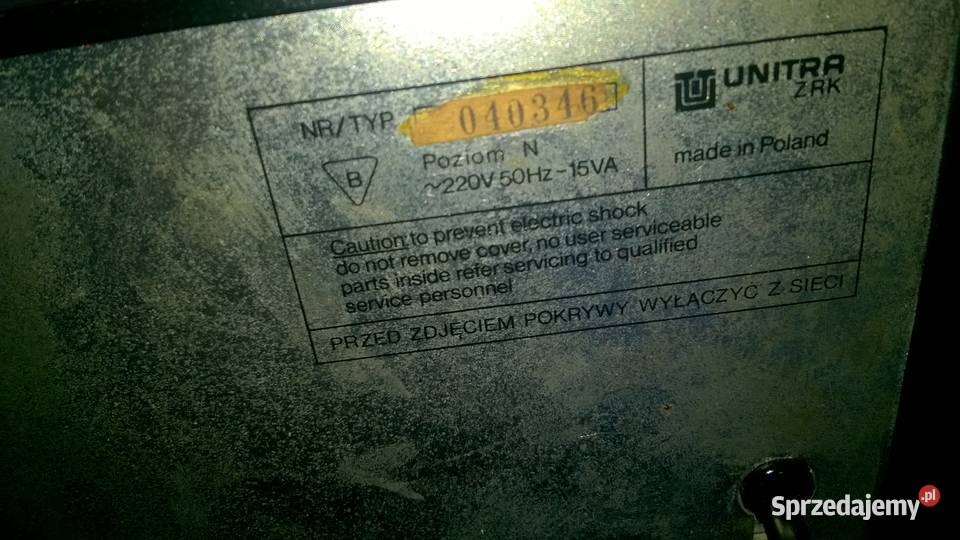 NR/TYP 040346
B
Poziom N
~220V 50Hz-15VA
UNITRA
ZRK
made in Poland
Caution: to prevent electric shock
do not remove cover, no user serviceable
parts inside refer servicing to qualified
service personnel
PRZED ZDJĘCIEM POKRYWY WYŁĄCZYĆ Z SIECI
Sprzedajemy.pl